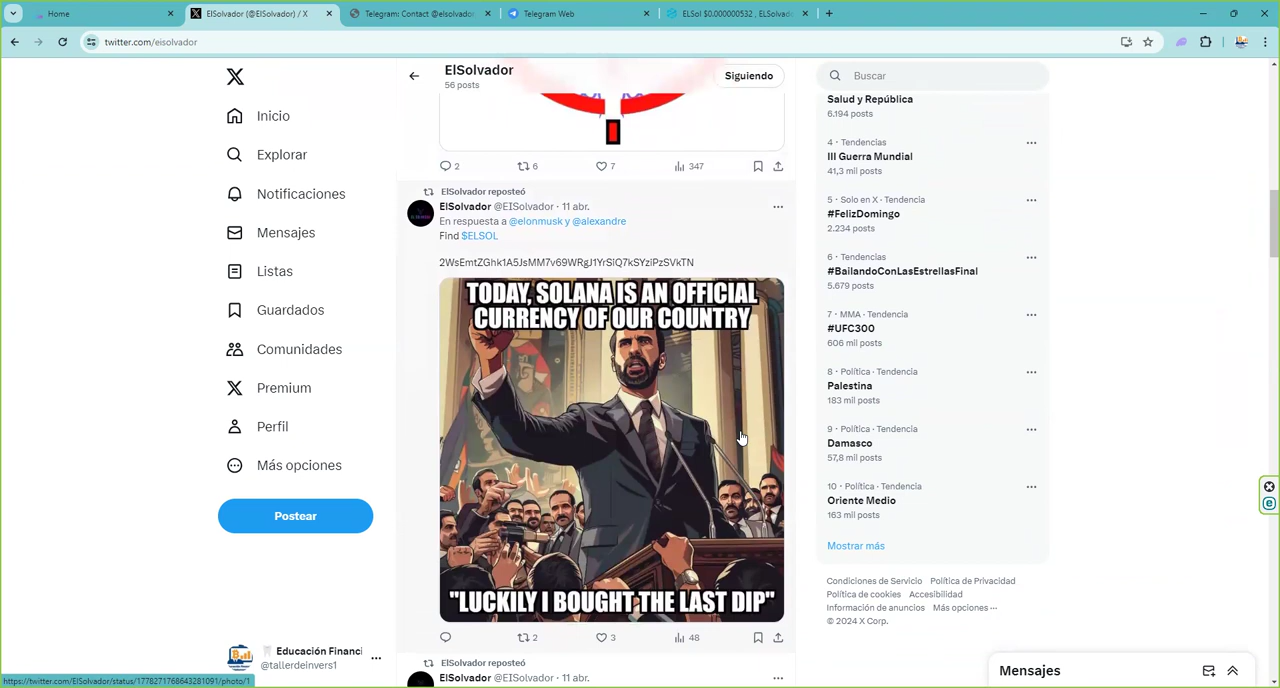 Home
ElSolvador (@ElSolvador) / X
Telegram: Contact @elsolvador
Telegram Web
ELSol $0.000000532 , ELSolvado
twitter.com/eisolvador
ElSolvador
56 posts
Siguiendo
Buscar
Inicio
Explorar
Notificaciones
Mensajes
Listas
Guardados
Comunidades
Premium
Perfil
Más opciones
Postear
Educación Financi
@tallerdeinvers1
2
6
7
347
ElSolvador reposteó
ElSolvador @EISolvador · 11 abr.
En respuesta a @elonmusk y @alexandre
Find $ELSOL
TODAY, SOLANA IS AN OFFICIAL
CURRENCY OF OUR COUNTRY
"LUCKILY I BOUGHT THE LAST DIP"
2
3
48
ElSolvador reposteó
ElSolvador @EISolvador · 11 abr.
Salud y República
6.194 posts
4 · Tendencias
III Guerra Mundial
41,3 mil posts
5 · Solo en X · Tendencia
#FelizDomingo
2.234 posts
6 · Tendencias
#BailandoConLasEstrellasFinal
5.679 posts
7 · MMA · Tendencia
#UFC300
606 mil posts
8 · Política · Tendencia
Palestina
183 mil posts
9 · Política · Tendencia
Damasco
57,8 mil posts
10 · Política · Tendencia
Oriente Medio
163 mil posts
Mostrar más
Condiciones de Servicio Política de Privacidad
Política de cookies Accesibilidad
Información de anuncios Más opciones ···
© 2024 X Corp.
Mensajes
https://twitter.com/ElSolvador/status/1778271768643281091/photo/1